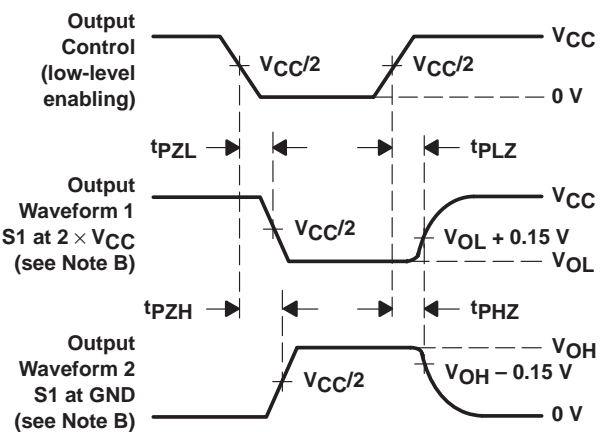 Output
Control
(low-level
enabling)
VCC/2
VCC/2
VCC
0 V
tPZL
tPLZ
Output
Waveform 1
S1 at 2 × VCC
(see Note B)
VCC/2
VCC
VOL + 0.15 V
VOL
tPZH
tPHZ
Output
Waveform 2
S1 at GND
(see Note B)
VCC/2
VOH
VOH − 0.15 V
0 V